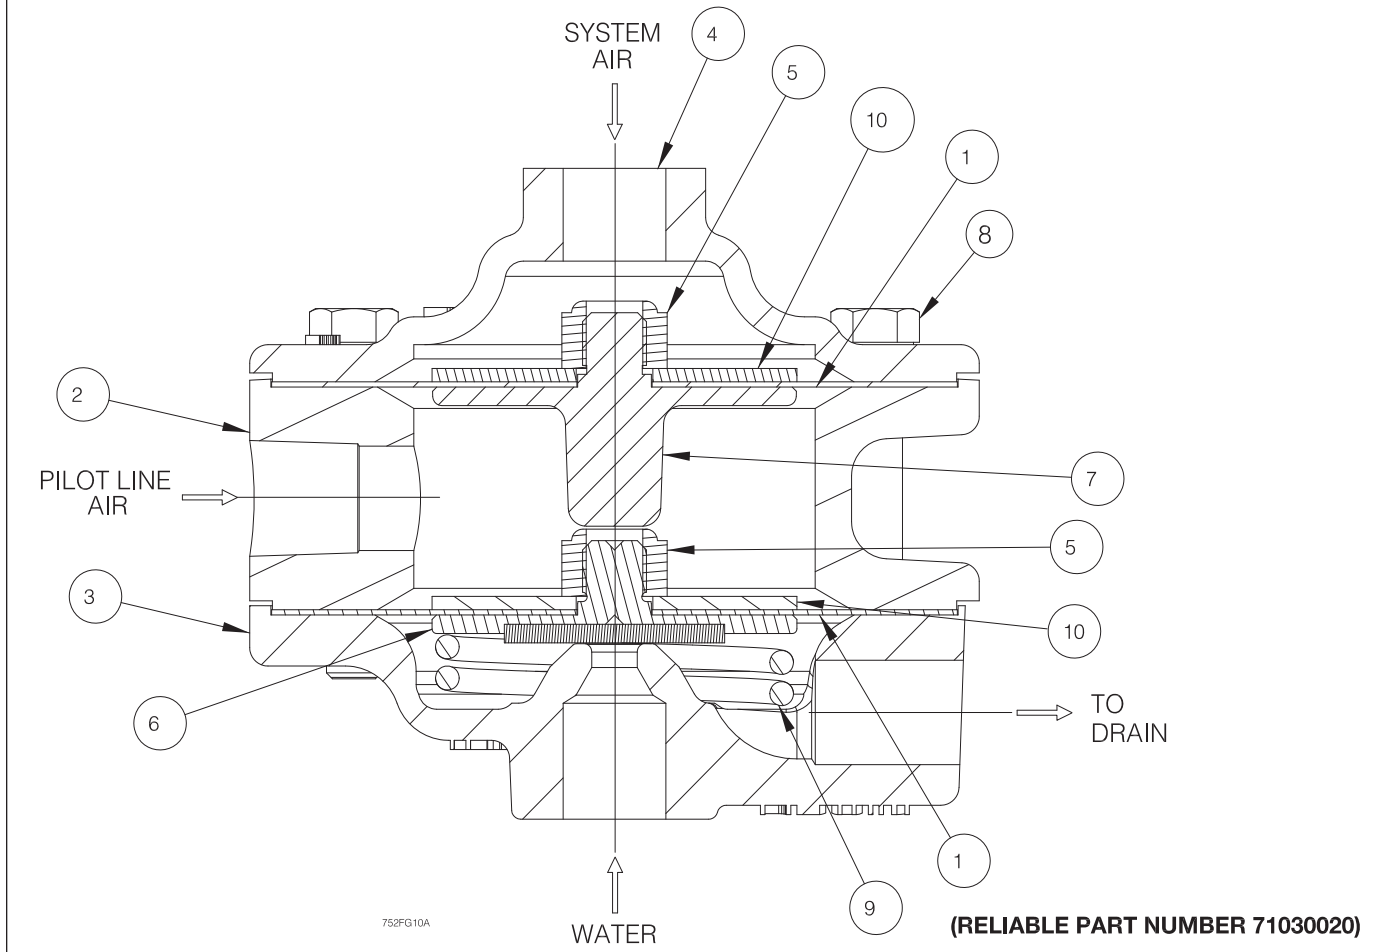 SYSTEM
AIR
4
5
10
1
8
2
PILOT LINE
AIR
7
5
3
10
6
TO
DRAIN
1
9
752FG10A
WATER
(RELIABLE PART NUMBER 71030020)